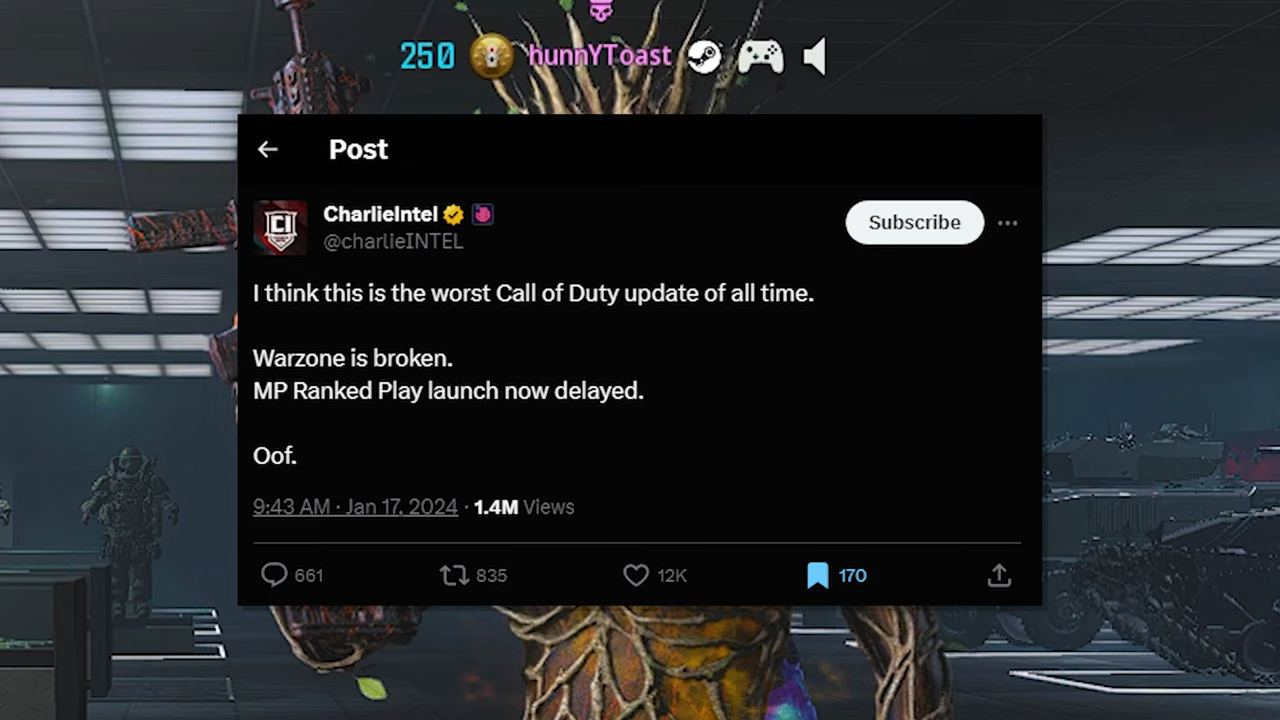 250 hunnYToast
Post
CI
CharlieIntel
@charlieINTEL
Subscribe
I think this is the worst Call of Duty update of all time.
Warzone is broken.
MP Ranked Play launch now delayed.
Oof.
9:43 AM · Jan 17, 2024 · 1.4M Views
661 835 12K 170